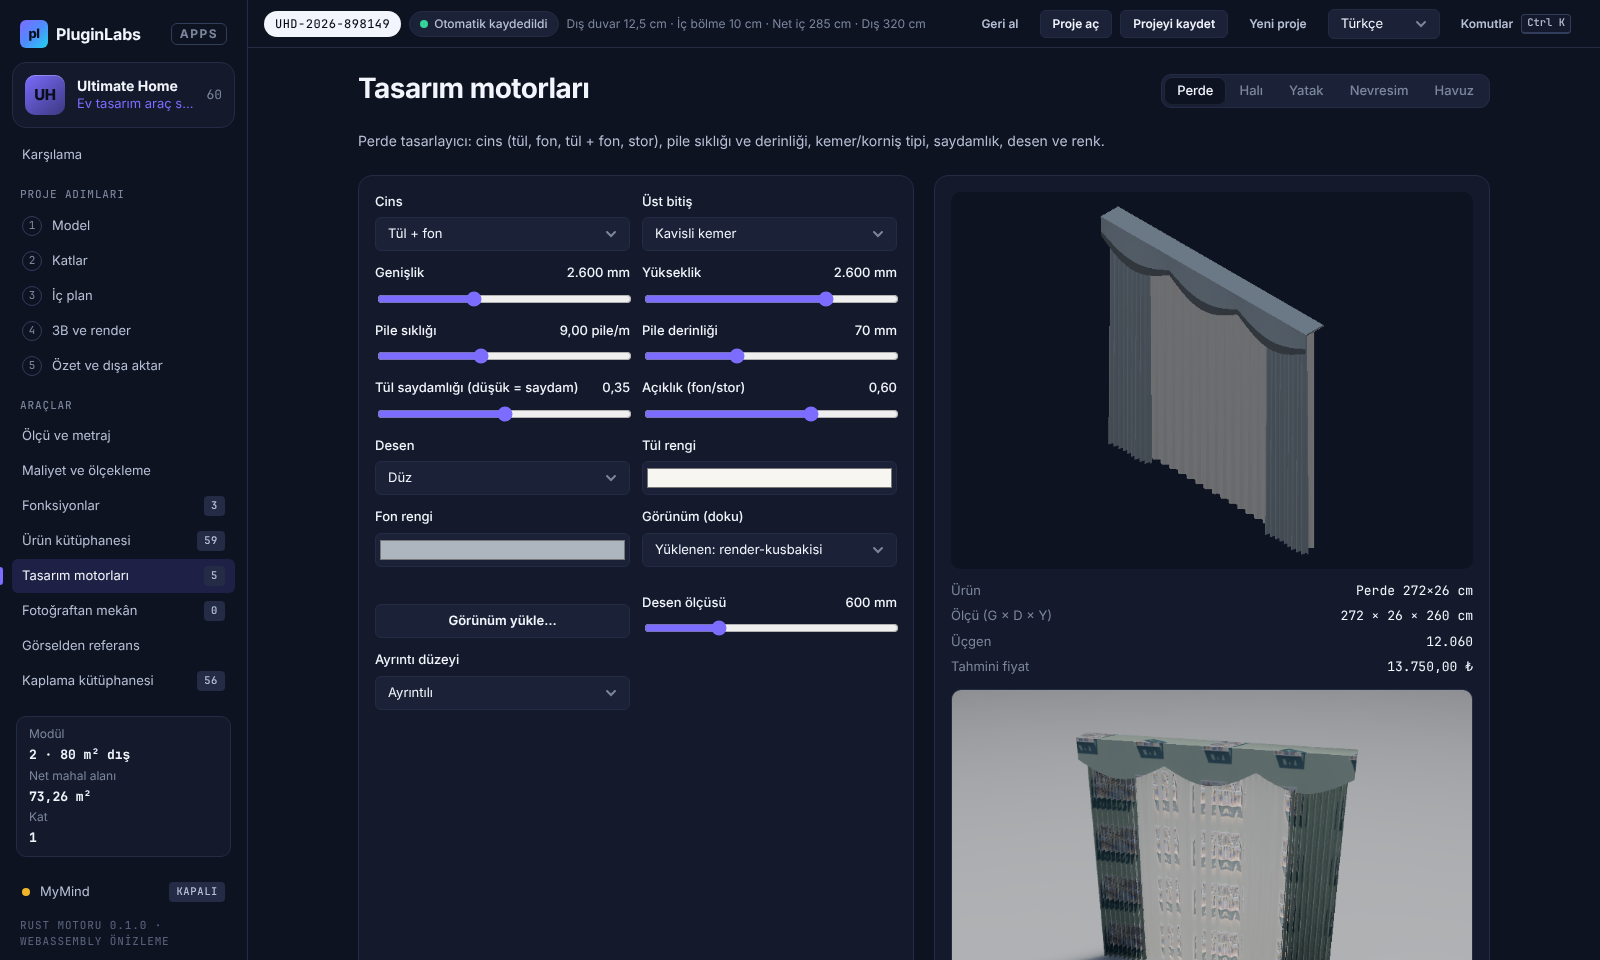 pl PluginLabs APPS
UH Ultimate Home
Ev tasarım araç s... 60
Karşılama
PROJE ADIMLARI
1 Model
2 Katlar
3 İç plan
4 3B ve render
5 Özet ve dışa aktar
ARAÇLAR
Ölçü ve metraj
Maliyet ve ölçekleme
Fonksiyonlar 3
Ürün kütüphanesi 59
Tasarım motorları 5
Fotoğraftan mekân 0
Görselden referans
Kaplama kütüphanesi 56
Modül
2 · 80 m² dış
Net mahal alanı
73,26 m²
Kat
1
MyMind KAPALI
RUST MOTORU 0.1.0 ·
WEBASSEMBLY ÖNİZLEME
UHD-2026-898149 Otomatik kaydedildi Dış duvar 12,5 cm · İç bölme 10 cm · Net iç 285 cm · Dış 320 cm Geri al Proje aç Projeyi kaydet Yeni proje Türkçe Komutlar Ctrl K
Tasarım motorları
Perde Halı Yatak Nevresim Havuz
Perde tasarlayıcı: cins (tül, fon, tül + fon, stor), pile sıklığı ve derinliği, kemer/korniş tipi, saydamlık, desen ve renk.
Cins Üst bitiş
Tül + fon Kavisli kemer
Genişlik 2.600 mm Yükseklik 2.600 mm
Pile sıklığı 9,00 pile/m Pile derinliği 70 mm
Tül saydamlığı (düşük = saydam) 0,35 Açıklık (fon/stor) 0,60
Desen Tül rengi
Düz
Fon rengi Görünüm (doku)
Yüklenen: render-kusbakisi
Görünüm yükle... Desen ölçüsü 600 mm
Ayrıntı düzeyi
Ayrıntılı
Ürün Perde 272×26 cm
Ölçü (G × D × Y) 272 × 26 × 260 cm
Üçgen 12.060
Tahmini fiyat 13.750,00 ₺